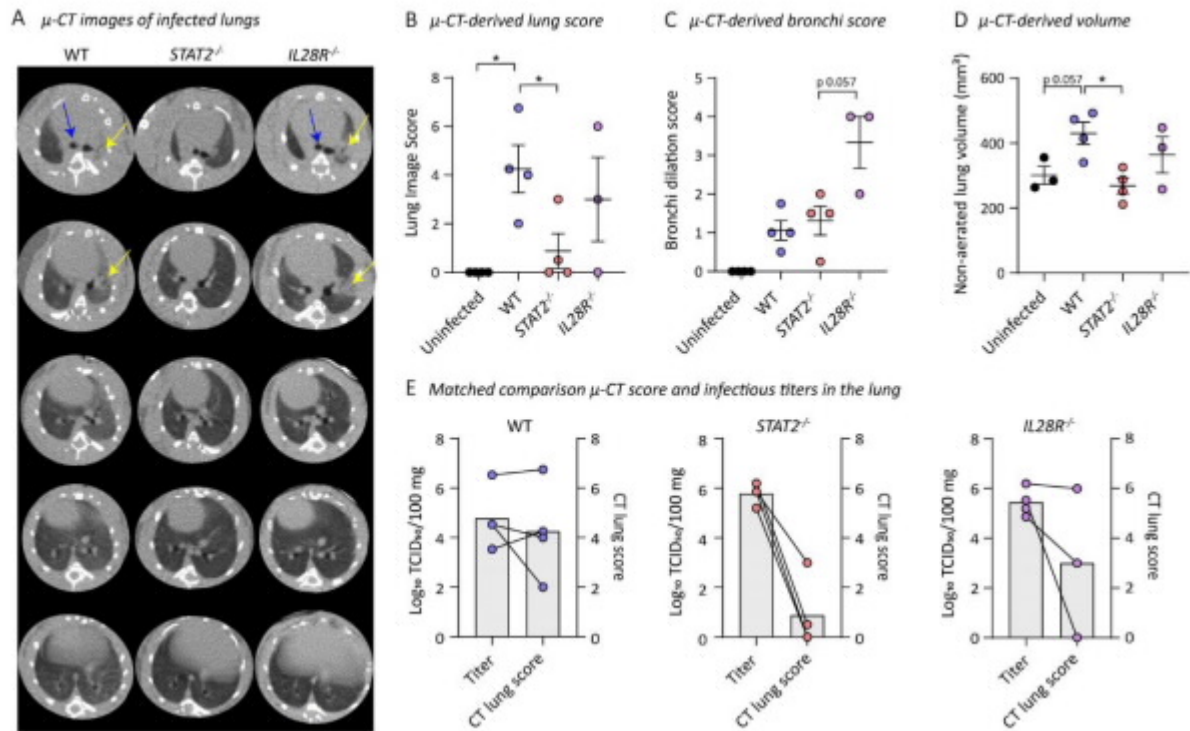 A μ-CT images of infected lungs
WT STAT2-/- IL28R-/-
B μ-CT-derived lung score
*
*
Lung Image Score
8
6
4
2
0
Uninfected
WT
STAT2-/-
IL28R-/-
C μ-CT-derived bronchi score
p 0.057
Bronchi dilation score
5
4
3
2
1
0
Uninfected
WT
STAT2-/-
IL28R-/-
D μ-CT-derived volume
p 0.057
*
Non-aerated lung volume (mm³)
600
400
200
0
Uninfected
WT
STAT2-/-
IL28R-/-
E Matched comparison μ-CT score and infectious titers in the lung
WT
Log₁₀ TCID₅₀/100 mg
8
6
4
2
0
8
6
4
2
0
CT lung score
Titer
CT lung score
STAT2-/-
Log₁₀ TCID₅₀/100 mg
8
6
4
2
0
8
6
4
2
0
CT lung score
Titer
CT lung score
IL28R-/-
Log₁₀ TCID₅₀/100 mg
8
6
4
2
0
8
6
4
2
0
CT lung score
Titer
CT lung score